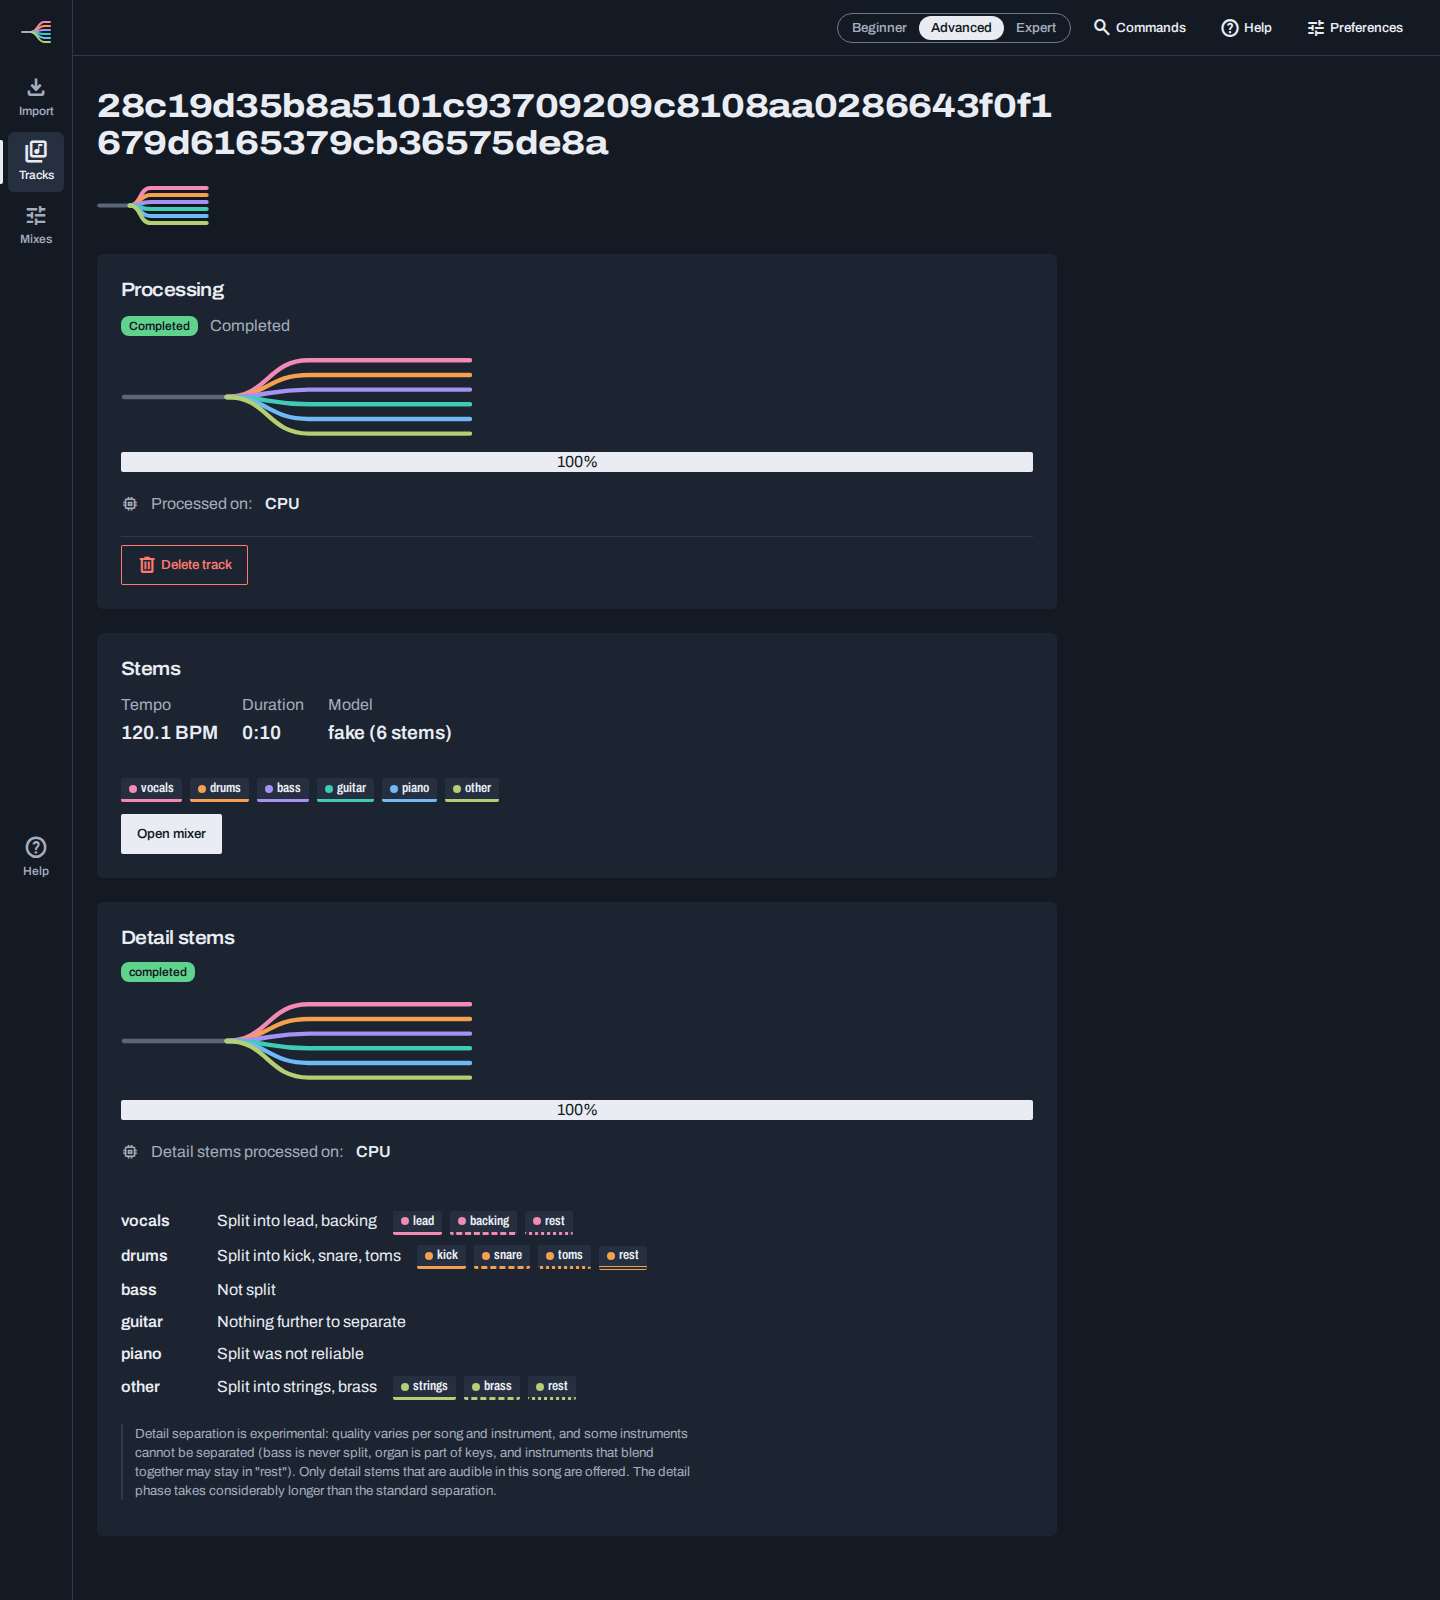 Beginner Advanced Expert Commands Help Preferences
Import
Tracks
Mixes
Help
28c19d35b8a5101c93709209c8108aa0286643f0f1
679d6165379cb36575de8a
Processing
Completed Completed
100%
Processed on: CPU
Delete track
Stems
Tempo Duration Model
120.1 BPM 0:10 fake (6 stems)
vocals drums bass guitar piano other
Open mixer
Detail stems
completed
100%
Detail stems processed on: CPU
vocals Split into lead, backing lead backing rest
drums Split into kick, snare, toms kick snare toms rest
bass Not split
guitar Nothing further to separate
piano Split was not reliable
other Split into strings, brass strings brass rest
Detail separation is experimental: quality varies per song and instrument, and some instruments
cannot be separated (bass is never split, organ is part of keys, and instruments that blend
together may stay in "rest"). Only detail stems that are audible in this song are offered. The detail
phase takes considerably longer than the standard separation.